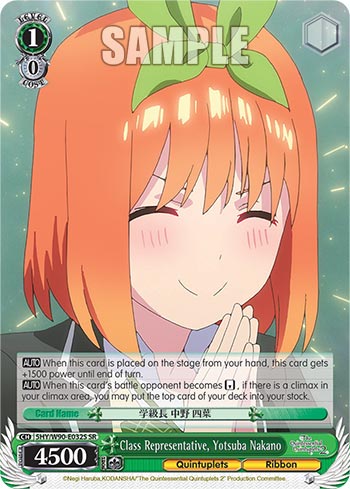 LEVEL
1
0
COST
SAMPLE
AUTO When this card is placed on the stage from your hand, this card gets
+1500 power until end of turn.
AUTO When this card's battle opponent becomes [ ], if there is a climax in
your climax area, you may put the top card of your deck into your stock.
Card Name
学級長 中野 四葉
CH
5HY/W90-E032S SR
Class Representative, Yotsuba Nakano
POWER
4500
Quintuplets
Ribbon
©Negi Haruba,KODANSHA/"The Quintessential Quintuplets 2" Production Committee.